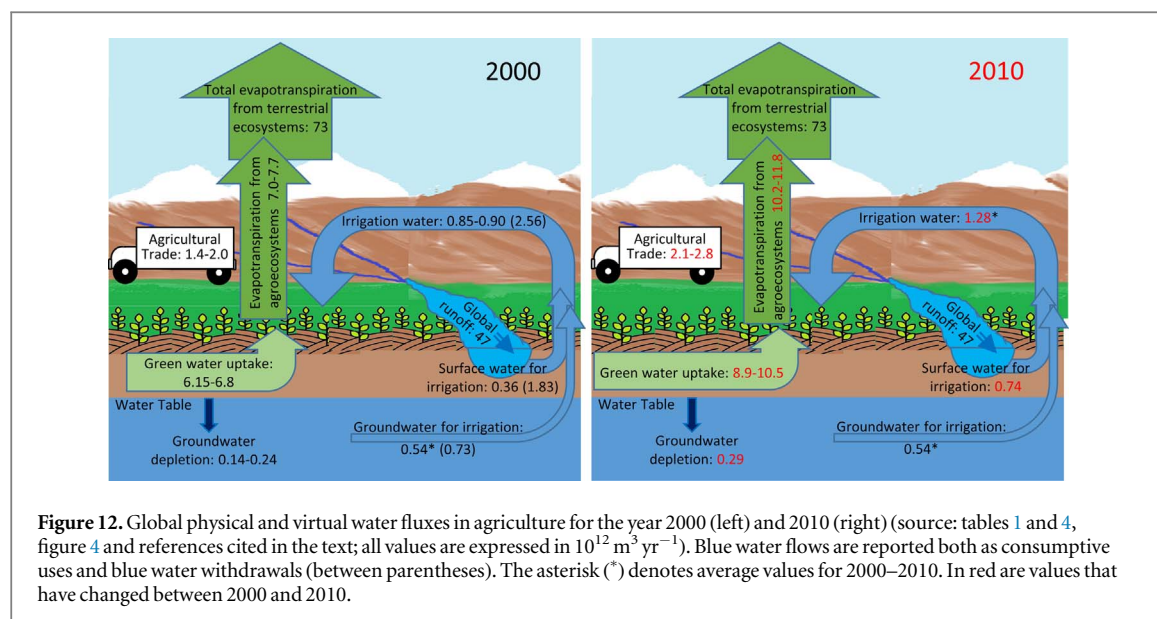 2000
Total evapotranspiration
from terrestrial
ecosystems: 73
Evapotranspiration from
agroecosystems 7.0-7.7
Irrigation water: 0.85-0.90 (2.56)
Agricultural
Trade: 1.4-2.0
Global
runoff: 47
Green water uptake:
6.15-6.8
Surface water for
irrigation: 0.36 (1.83)
Water Table
Groundwater
depletion: 0.14-0.24
Groundwater for irrigation:
0.54* (0.73)
2010
Total evapotranspiration
from terrestrial
ecosystems: 73
Evapotranspiration from
agroecosystems 10.2-11.8
Irrigation water: 1.28*
Agricultural
Trade: 2.1-2.8
Global
runoff: 47
Green water uptake: 8.9-10.5
Surface water for
irrigation: 0.74
Water Table
Groundwater
depletion: 0.29
Groundwater for irrigation:
0.54*
Figure 12. Global physical and virtual water fluxes in agriculture for the year 2000 (left) and 2010 (right) (source: tables 1 and 4,
figure 4 and references cited in the text; all values are expressed in 10¹² m³ yr⁻¹). Blue water flows are reported both as consumptive
uses and blue water withdrawals (between parentheses). The asterisk (*) denotes average values for 2000–2010. In red are values that
have changed between 2000 and 2010.